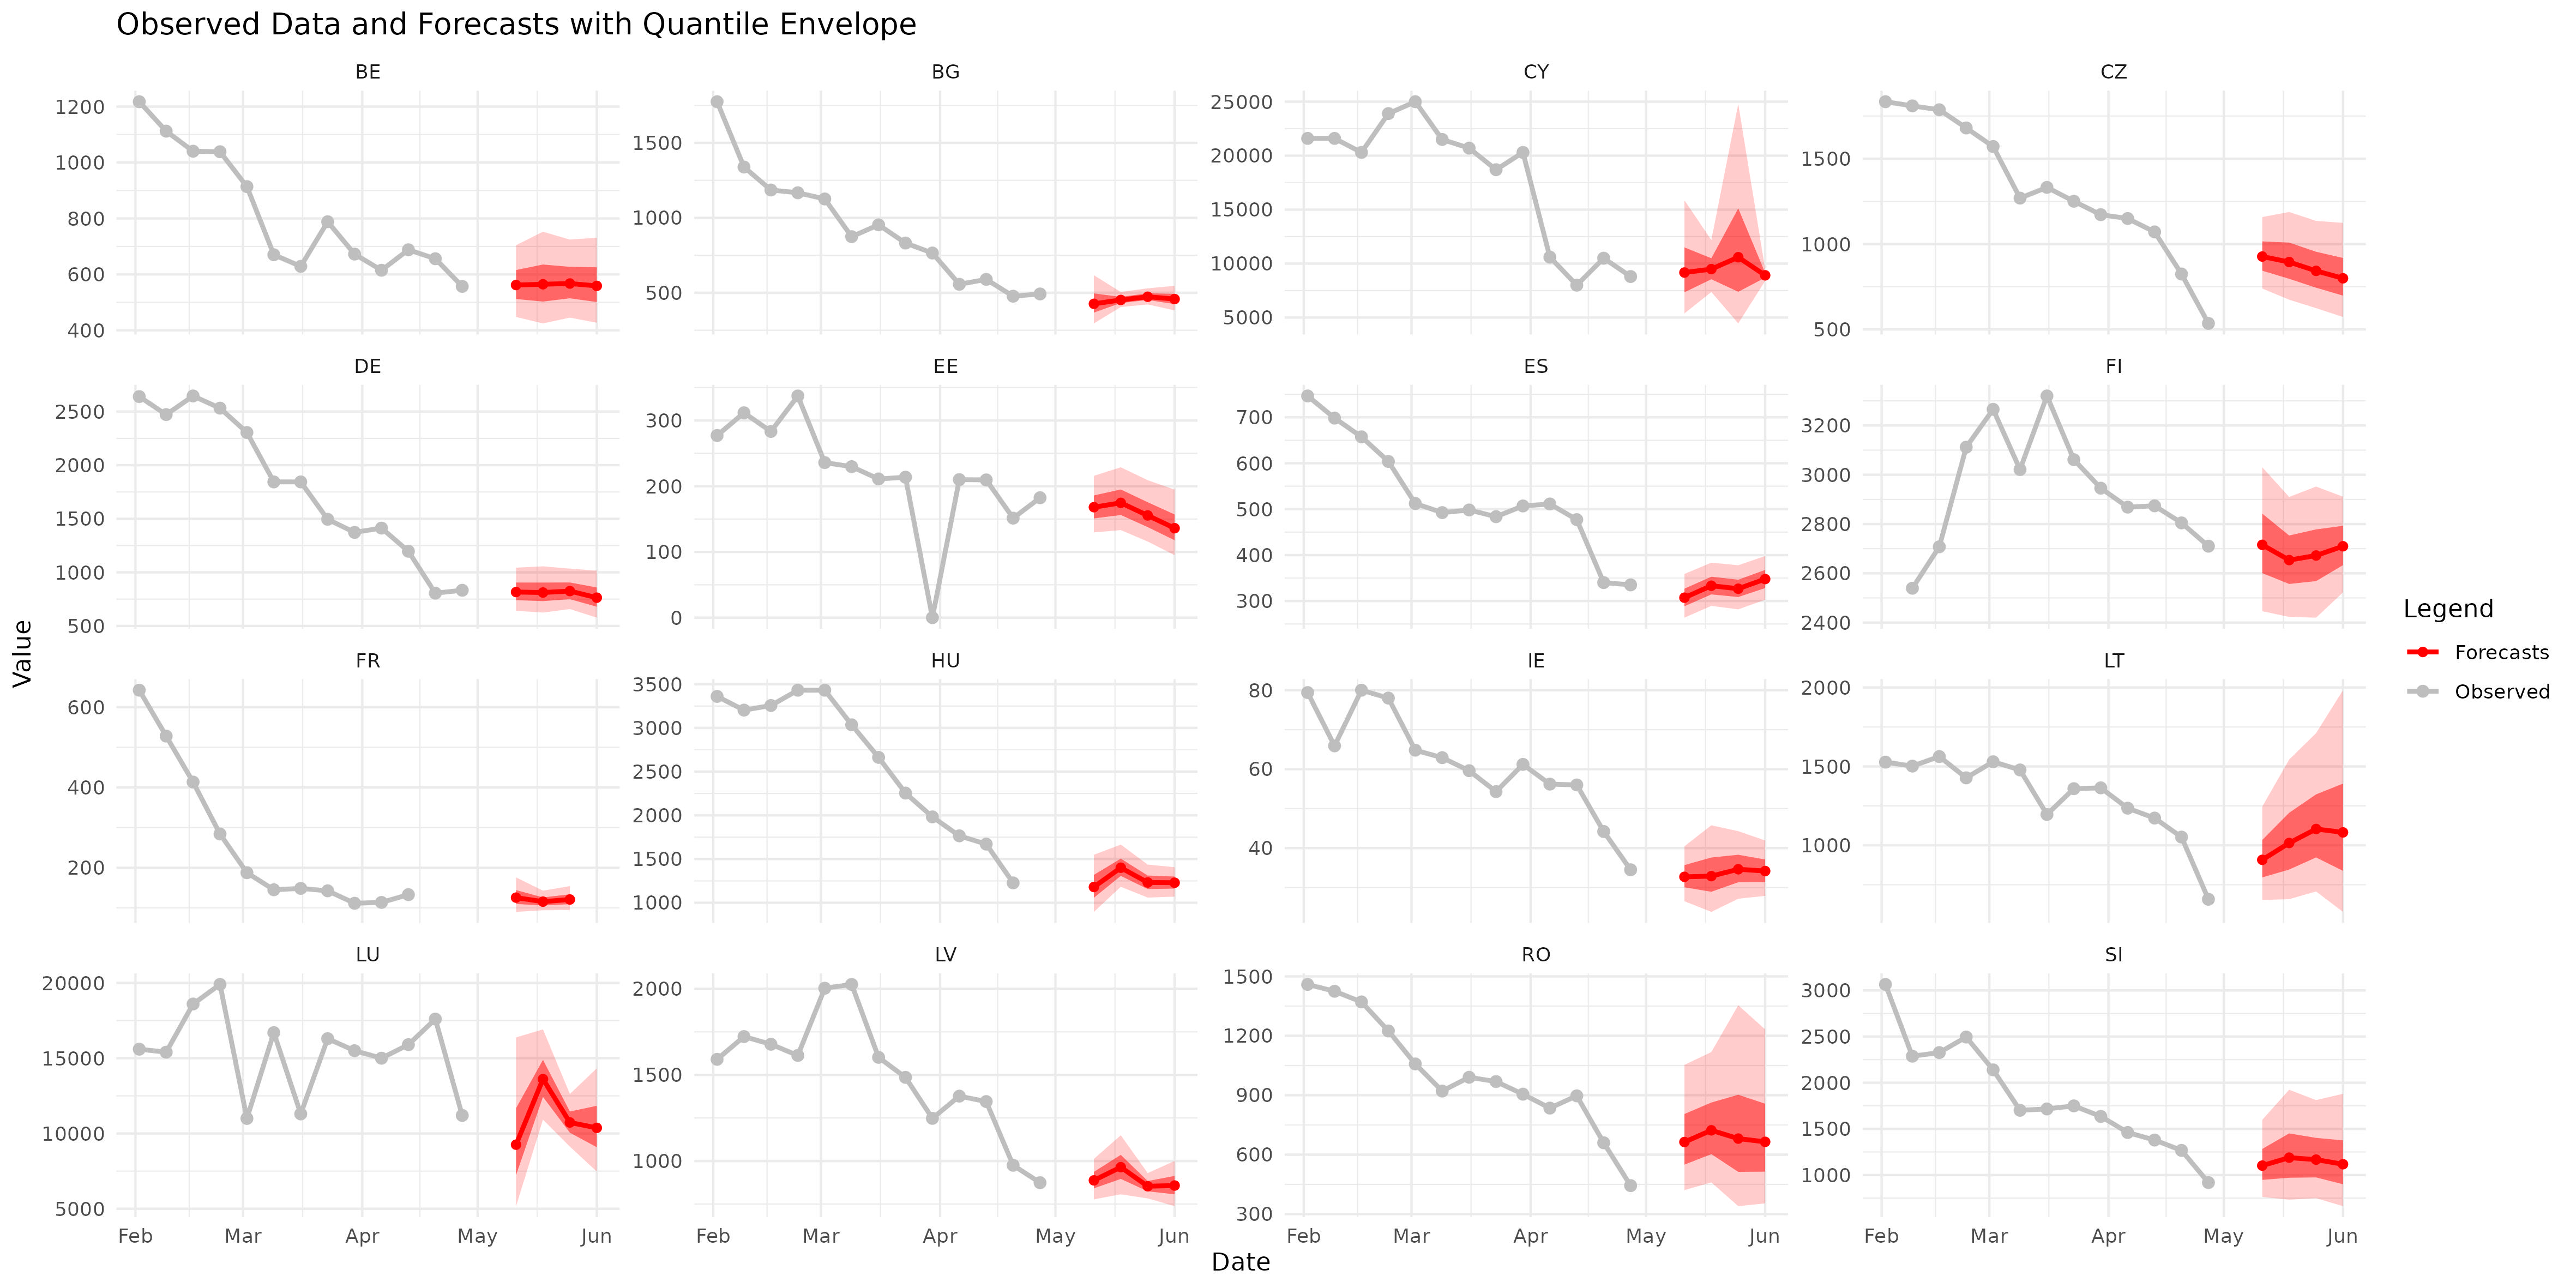 Observed Data and Forecasts with Quantile Envelope
BE
BG
CY
CZ
1200
1000
800
600
400
1500
1000
500
25000
20000
15000
10000
5000
1500
1000
500
DE
EE
ES
FI
2500
2000
1500
1000
500
300
200
100
0
700
600
500
400
300
3200
3000
2800
2600
2400
FR
HU
IE
LT
600
400
200
3500
3000
2500
2000
1500
1000
80
60
40
2000
1500
1000
LU
LV
RO
SI
20000
15000
10000
5000
2000
1500
1000
1500
1200
900
600
300
3000
2500
2000
1500
1000
Feb Mar Apr May Jun
Feb Mar Apr May Jun
Feb Mar Apr May Jun
Feb Mar Apr May Jun
Date
Value
Legend
Forecasts
Observed